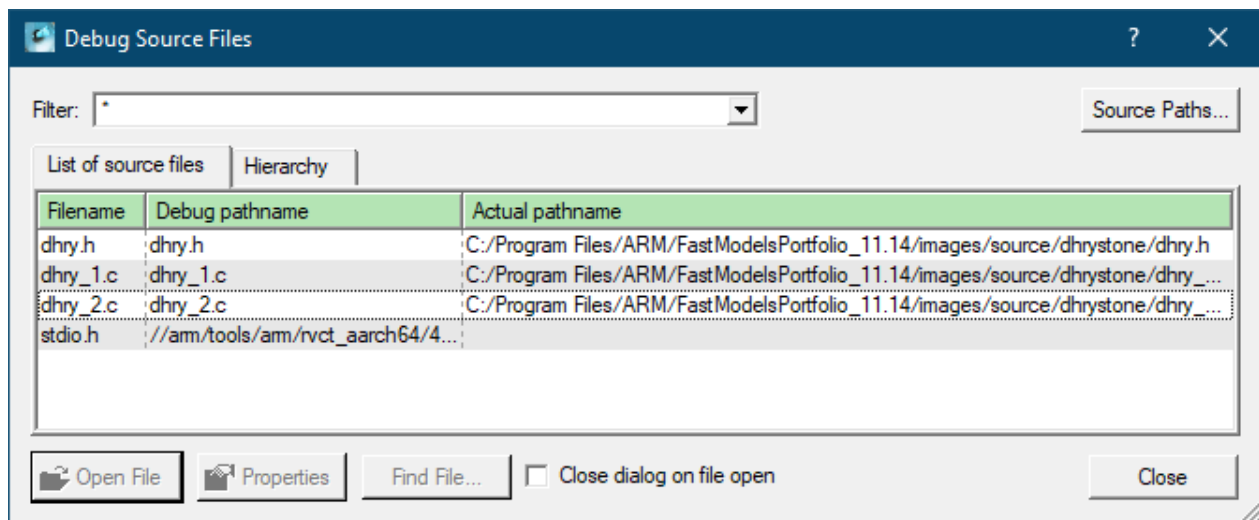 Debug Source Files ?
Filter: * Source Paths...
List of source files Hierarchy
Filename Debug pathname Actual pathname
dhry.h dhry.h C:/Program Files/ARM/FastModelsPortfolio_11.14/images/source/dhrystone/dhry.h
dhry_1.c dhry_1.c C:/Program Files/ARM/FastModelsPortfolio_11.14/images/source/dhrystone/dhry_...
dhry_2.c dhry_2.c C:/Program Files/ARM/FastModelsPortfolio_11.14/images/source/dhrystone/dhry_...
stdio.h //arm/tools/arm/rvct_aarch64/4...
Open File Properties Find File... Close dialog on file open Close